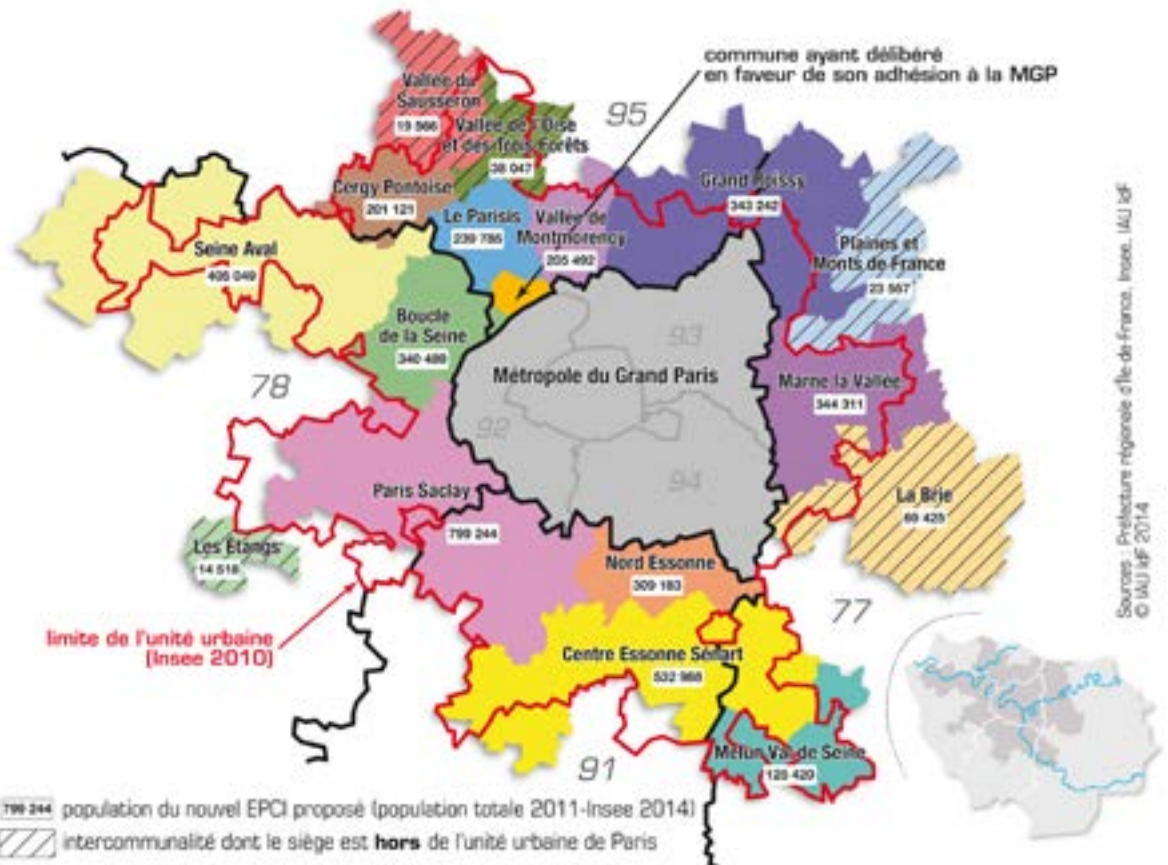 commune ayant délibéré
en faveur de son adhésion à la MGP
95
Vallée du
Sausseron
19 566
Vallée de l'Oise
et des Trois Forêts
38 047
Cergy Pontoise
201 121
Le Parisis
239 785
Vallée de
Montmorency
205 492
Grand Roissy
343 242
Plaines et
Monts de France
23 557
Seine Aval
405 049
Boucle
de la Seine
340 489
78
93
Métropole du Grand Paris
92
94
Marne la Vallée
344 311
La Brie
69 425
Paris Saclay
799 244
Les Étangs
14 518
Nord Essonne
309 183
77
limite de l'unité urbaine
(Insee 2010)
Centre Essonne Sénart
532 988
Melun Val de Seine
125 420
91
799 244 population du nouvel EPCI proposé (population totale 2011-Insee 2014)
intercommunalité dont le siège est hors de l'unité urbaine de Paris
Sources : Préfecture régionale d'Île-de-France, Insee, IAU îdF
© IAU îdF 2014